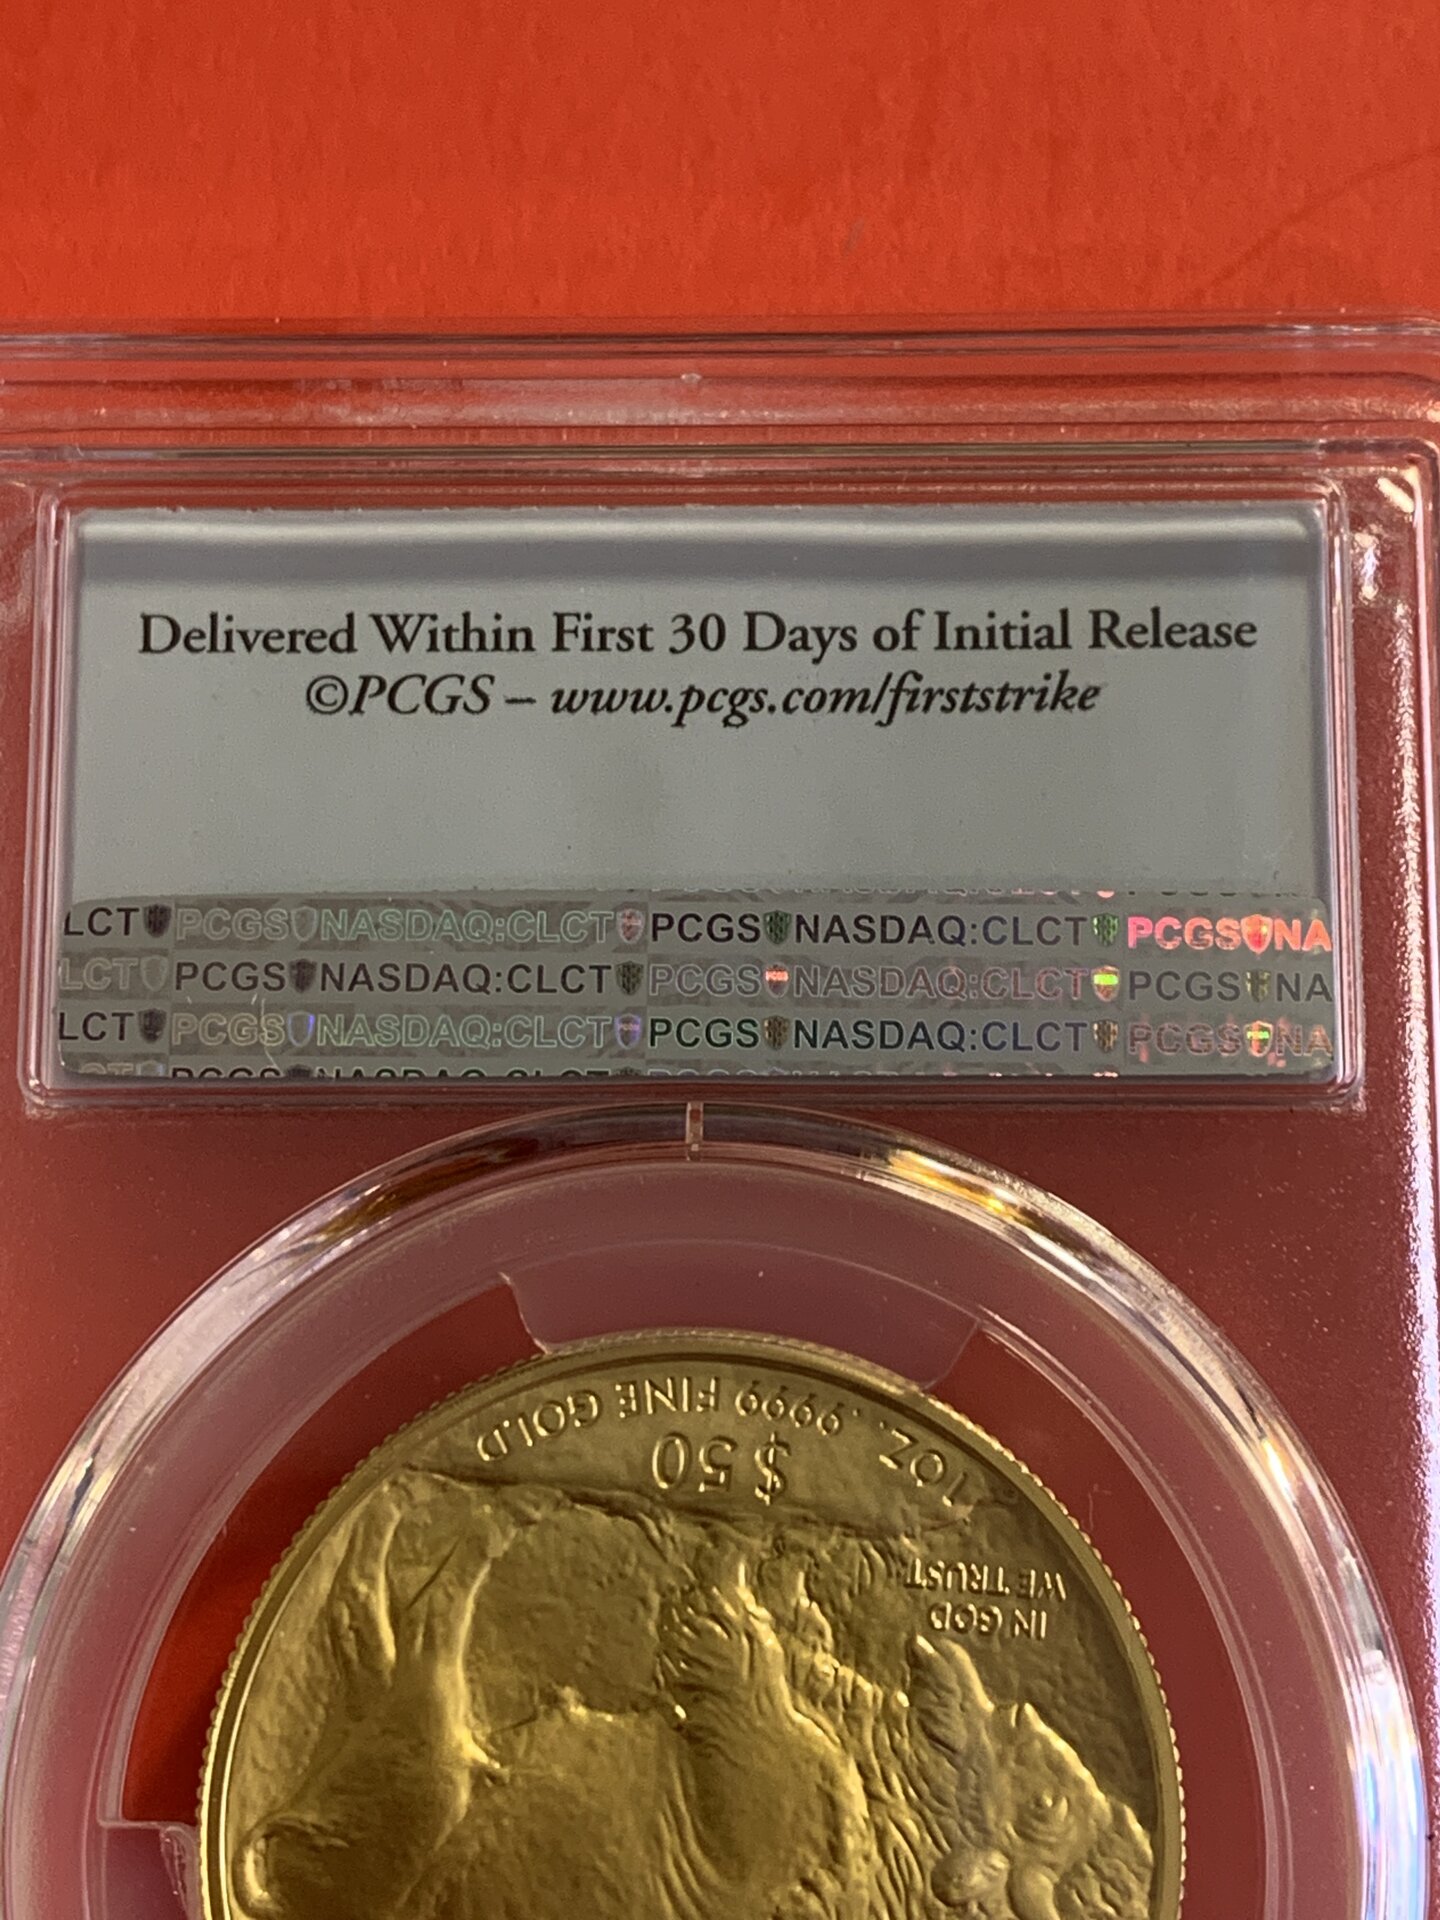 Delivered Within First 30 Days of Initial Release
©PCGS – www.pcgs.com/firststrike
LCT PCGS NASDAQ:CLCT PCGS NASDAQ:CLCT PCGS NA
LCT PCGS NASDAQ:CLCT PCGS NASDAQ:CLCT PCGS NA
LCT PCGS NASDAQ:CLCT PCGS NASDAQ:CLCT PCGS NA
IN GOD
WE TRUST
$50
1 OZ. .9999 FINE GOLD